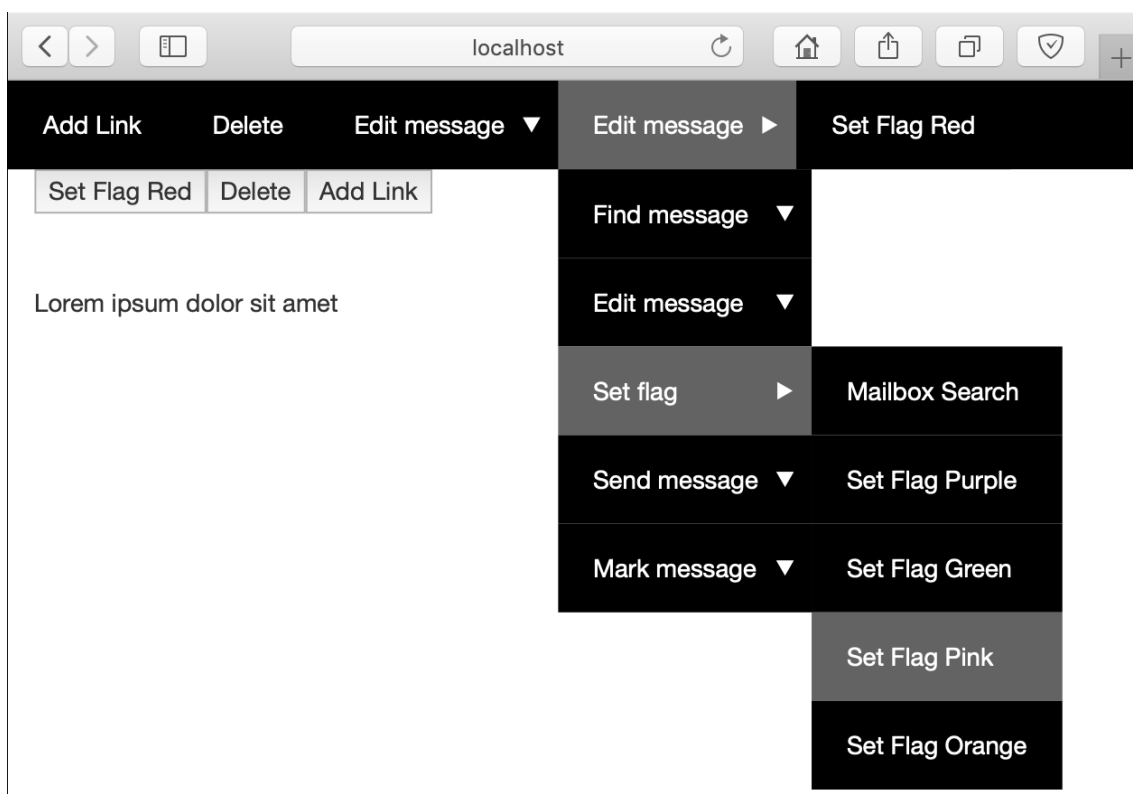 localhost
Add Link Delete Edit message ▼ Edit message ▶ Set Flag Red
Set Flag Red Delete Add Link
Find message ▼
Lorem ipsum dolor sit amet Edit message ▼
Set flag ▶ Mailbox Search
Send message ▼ Set Flag Purple
Mark message ▼ Set Flag Green
Set Flag Pink
Set Flag Orange